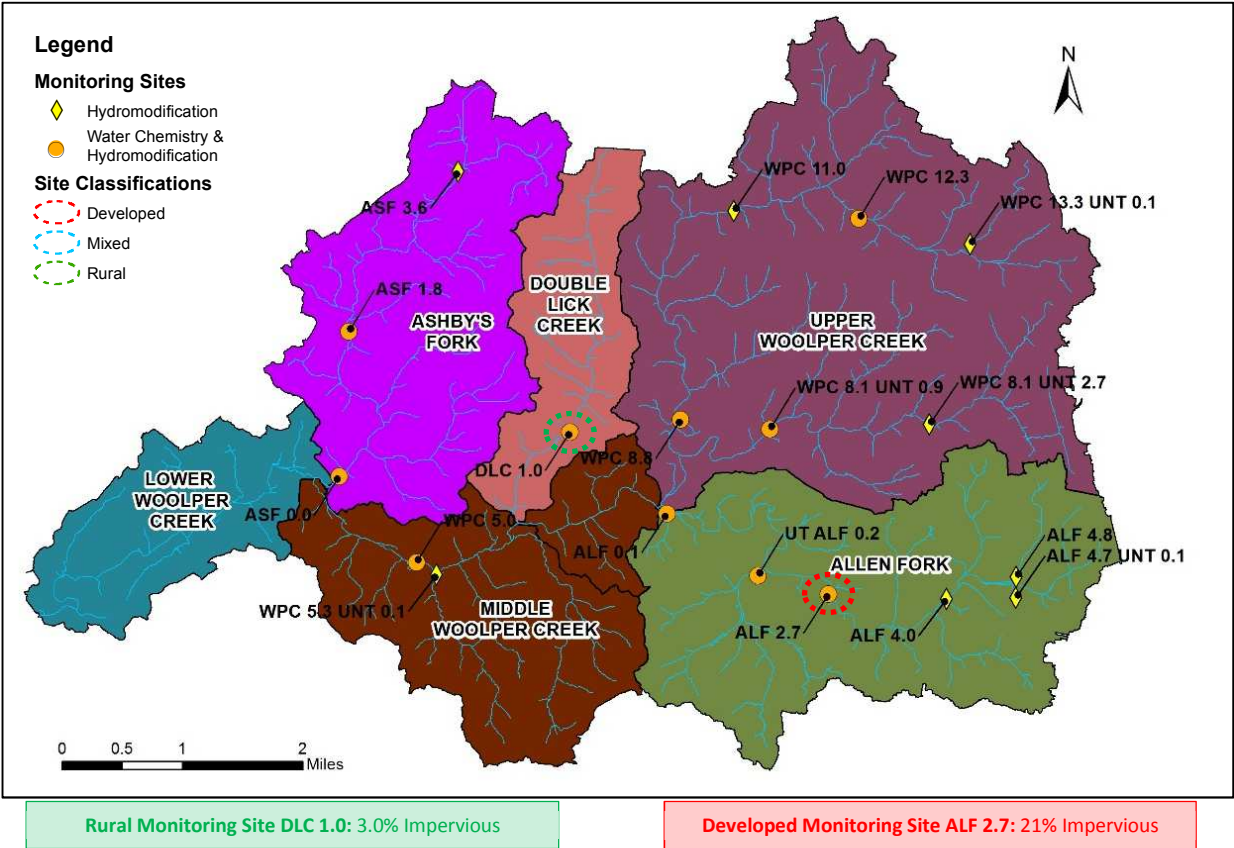 Legend
Monitoring Sites
Hydromodification
Water Chemistry &
Hydromodification
Site Classifications
Developed
Mixed
Rural
N
ASF 3.6
ASF 1.8
ASHBY'S
FORK
DOUBLE
LICK
CREEK
WPC 11.0
WPC 12.3
WPC 13.3 UNT 0.1
UPPER
WOOLPER CREEK
WPC 8.1 UNT 0.9
WPC 8.1 UNT 2.7
WPC 8.8
DLC 1.0
LOWER
WOOLPER
CREEK
ASF 0.0
WPC 5.0
ALF 0.1
UT ALF 0.2
ALLEN FORK
ALF 4.8
ALF 4.7 UNT 0.1
WPC 5.3 UNT 0.1
MIDDLE
WOOLPER CREEK
ALF 2.7
ALF 4.0
0 0.5 1 2
Miles
Rural Monitoring Site DLC 1.0: 3.0% Impervious
Developed Monitoring Site ALF 2.7: 21% Impervious